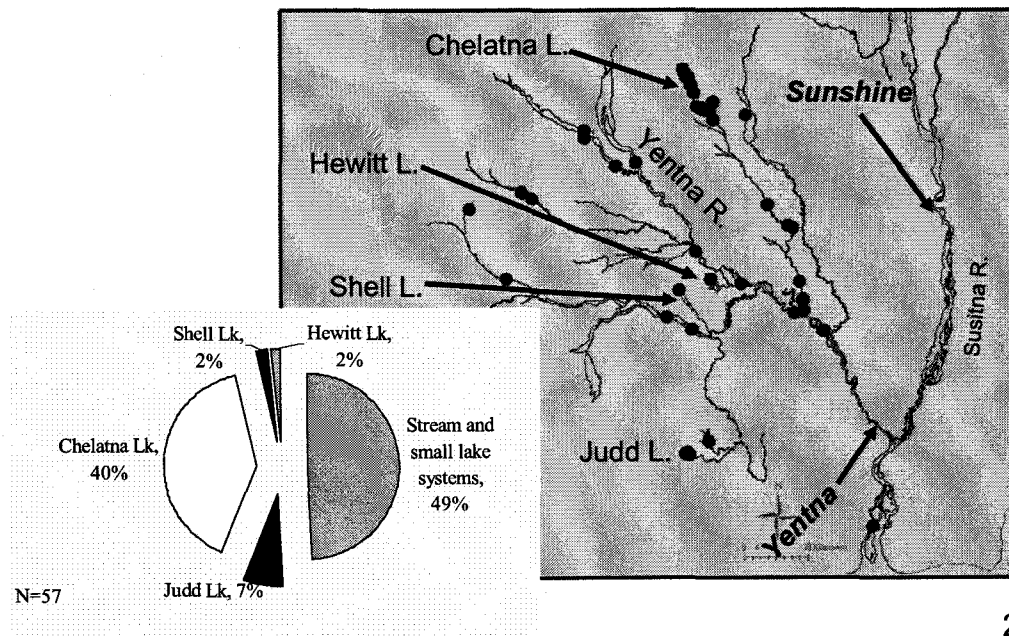 Chelatna L.
Sunshine
Yentna R.
Hewitt L.
Shell L.
Susitna R.
Judd L.
Yentna
Shell Lk,
2%
Hewitt Lk,
2%
Chelatna Lk,
40%
Stream and
small lake
systems,
49%
Judd Lk, 7%
N=57
2